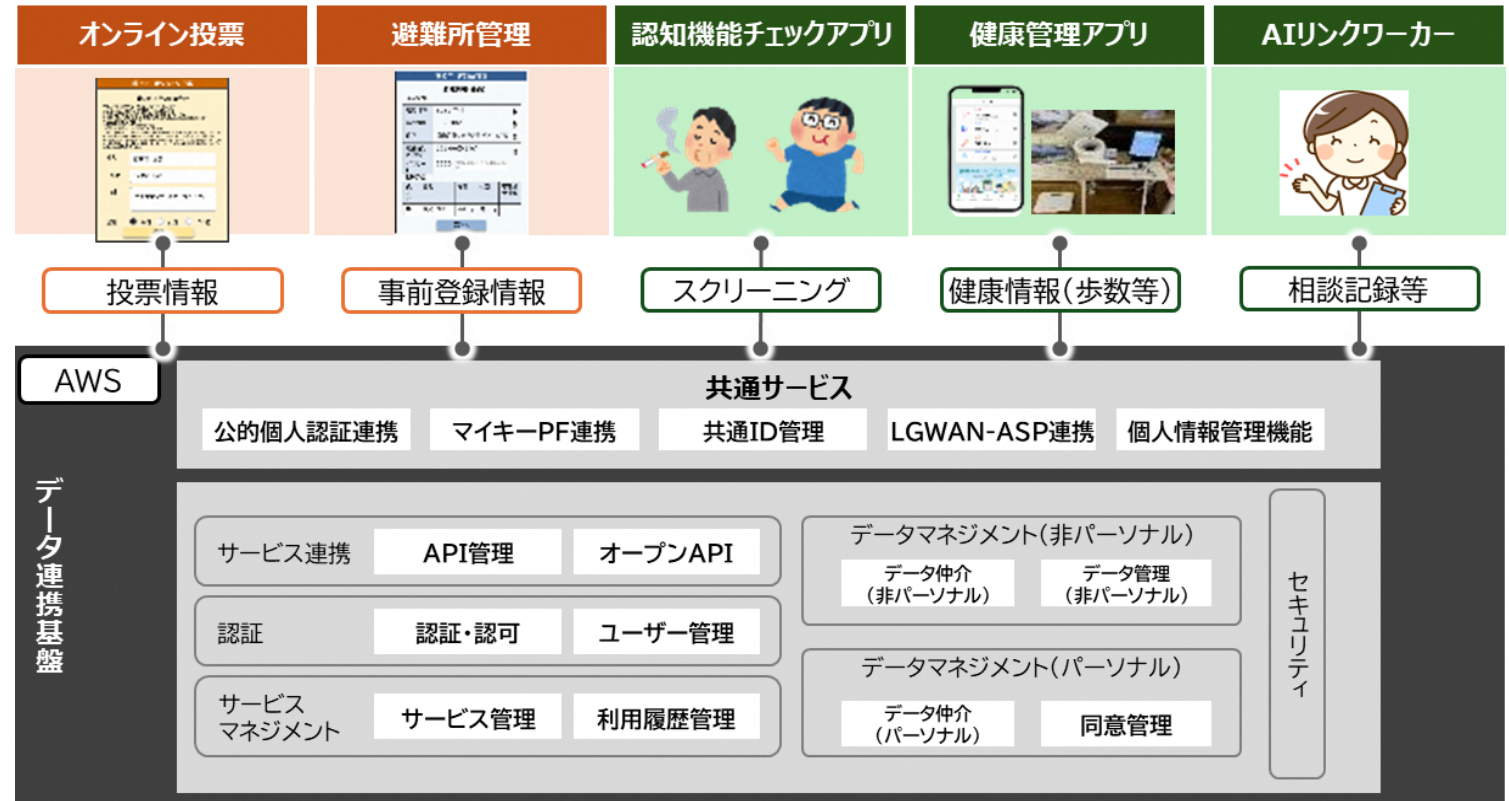 オンライン投票
避難所管理
認知機能チェックアプリ
健康管理アプリ
AIリンクワーカー
投票情報
事前登録情報
スクリーニング
健康情報(歩数等)
相談記録等
AWS
データ連携基盤
共通サービス
公的個人認証連携
マイキーPF連携
共通ID管理
LGWAN-ASP連携
個人情報管理機能
サービス連携
API管理
オープンAPI
認証
認証・認可
ユーザー管理
サービス
マネジメント
サービス管理
利用履歴管理
データマネジメント(非パーソナル)
データ仲介
(非パーソナル)
データ管理
(非パーソナル)
データマネジメント(パーソナル)
データ仲介
(パーソナル)
同意管理
セキュリティ